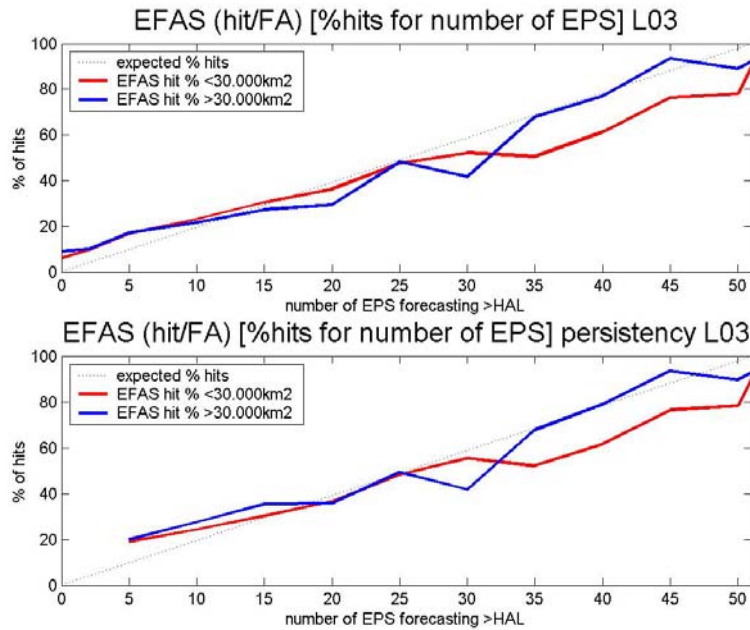 EFAS (hit/FA) [%hits for number of EPS] L03
100
80
60
40
20
0
% of hits
expected % hits
EFAS hit % <30.000km2
EFAS hit % >30.000km2
0 5 10 15 20 25 30 35 40 45 50
number of EPS forecasting >HAL
EFAS (hit/FA) [%hits for number of EPS] persistency L03
100
80
60
40
20
0
% of hits
expected % hits
EFAS hit % <30.000km2
EFAS hit % >30.000km2
0 5 10 15 20 25 30 35 40 45 50
number of EPS forecasting >HAL